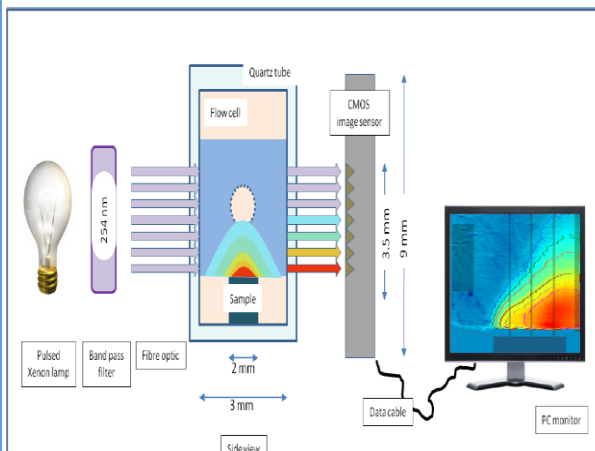 Quartz tube
Flow cell
CMOS
image sensor
254 nm
3.5 mm
9 mm
Sample
Pulsed
Xenon lamp
Band pass
filter
Fibre optic
2 mm
3 mm
Data cable
PC monitor
Side view